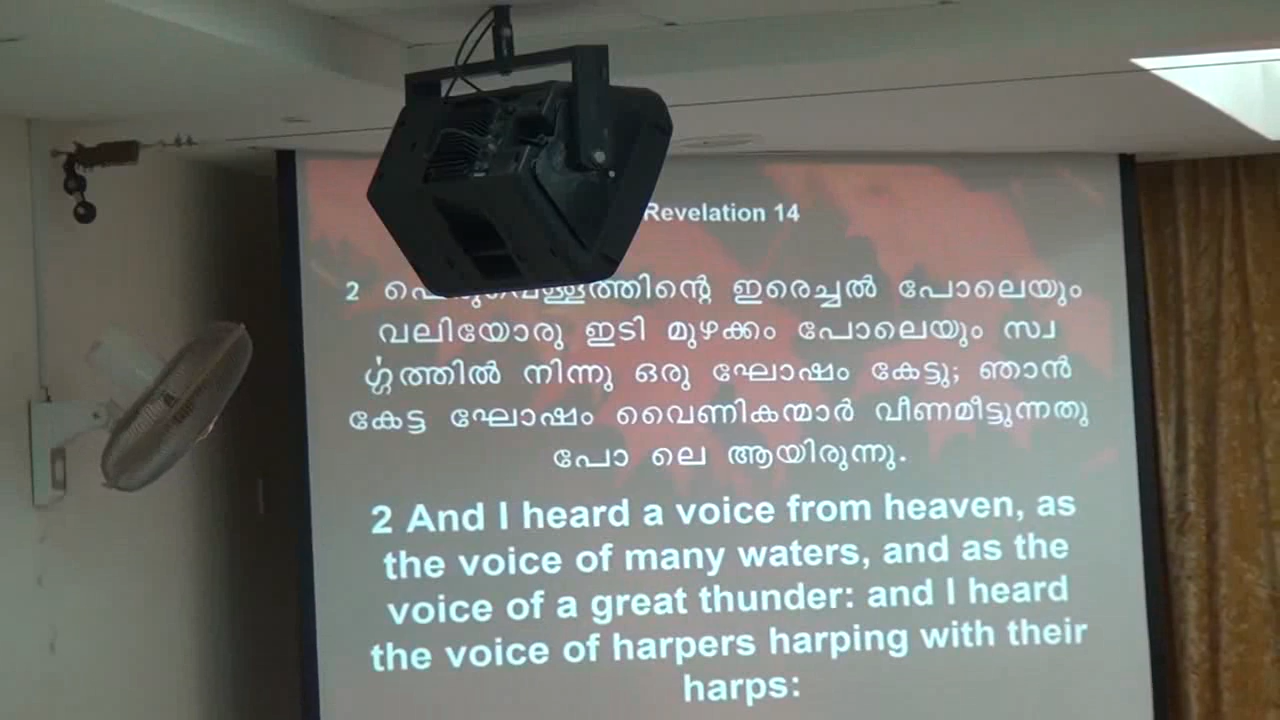 Revelation 14
2 ഇരെച്ചൽ പോലെയും
വലിയോരു ഇടി മുഴക്കം പോലെയും സ്വ
ർഗ്ഗത്തിൽ നിന്നു ഒരു ഘോഷം കേട്ടു; ഞാൻ
കേട്ട ഘോഷം വൈണികന്മാർ വീണമീട്ടുന്നതു
പോ ലെ ആയിരുന്നു.
2 And I heard a voice from heaven, as
the voice of many waters, and as the
voice of a great thunder: and I heard
the voice of harpers harping with their
harps: